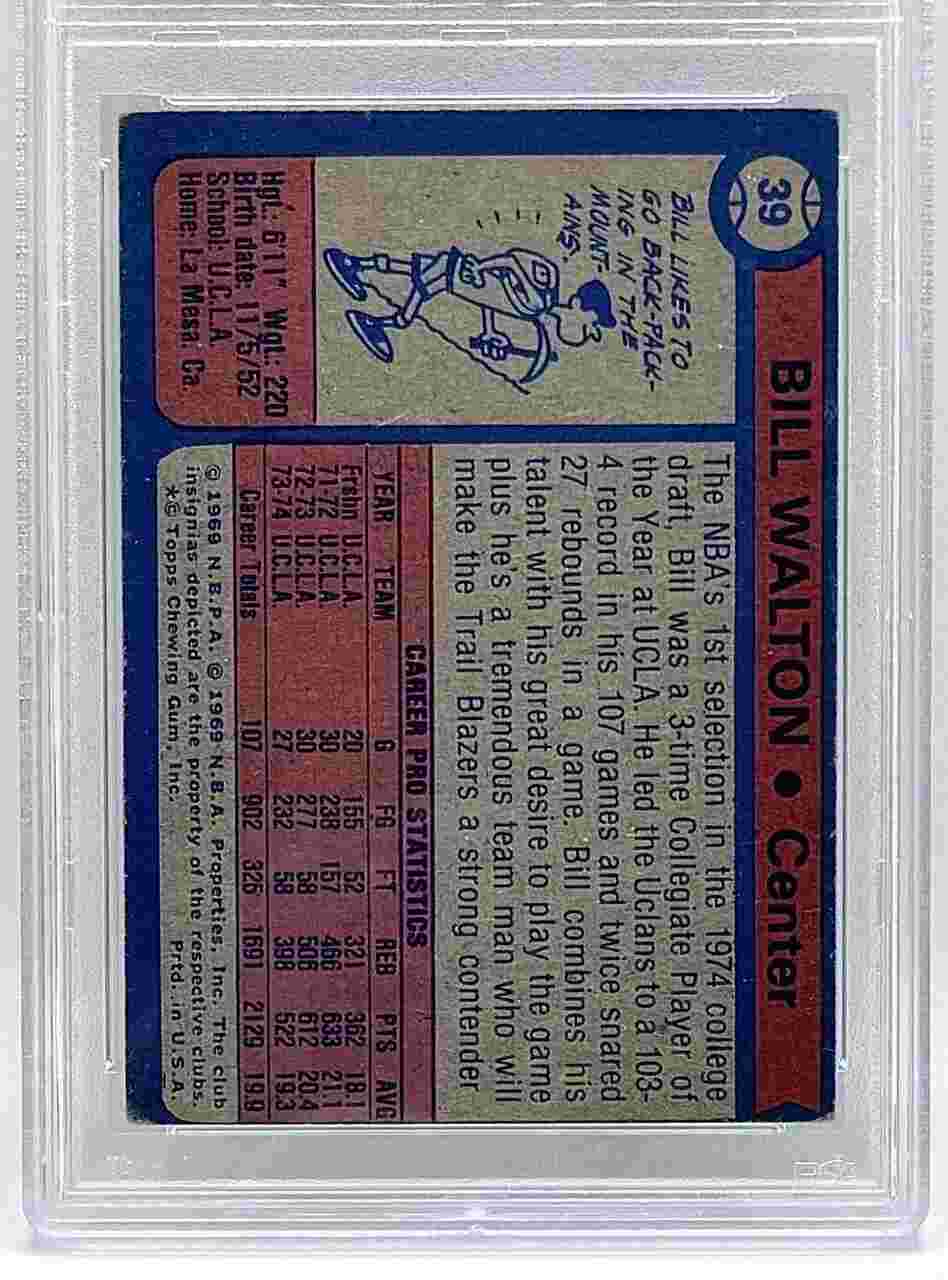 39
BILL WALTON • Center
BILL LIKES TO
GO BACK-PACK-
ING IN THE
MOUNT-
AINS.
Hgt.: 6'11" Wgt.: 220
Birth date: 11/5/52
School: U.C.L.A.
Home: La Mesa, Ca.
The NBA's 1st selection in the 1974 college
draft, Bill was a 3-time Collegiate Player of
the Year at UCLA. He led the Uclans to a 103-
4 record in his 107 games and twice snared
27 rebounds in a game. Bill combines his
talent with his great desire to play the game
plus he's a tremendous team man who will
make the Trail Blazers a strong contender
CAREER PRO STATISTICS
YEAR TEAM G FG FT REB PTS AVG
Frshn U.C.L.A. 20 155 52 321 362 18.1
71-72 U.C.L.A. 30 238 157 466 633 21.1
72-73 U.C.L.A. 30 277 58 506 612 20.4
73-74 U.C.L.A. 27 232 58 398 522 19.3
Career Totals 107 902 325 1691 2129 19.9
© 1969 N.B.P.A. © 1969 N.B.A. Properties, Inc. The club
insignias depicted are the property of the respective clubs.
*© Topps Chewing Gum, Inc. Prtd. in U.S.A.
PSA